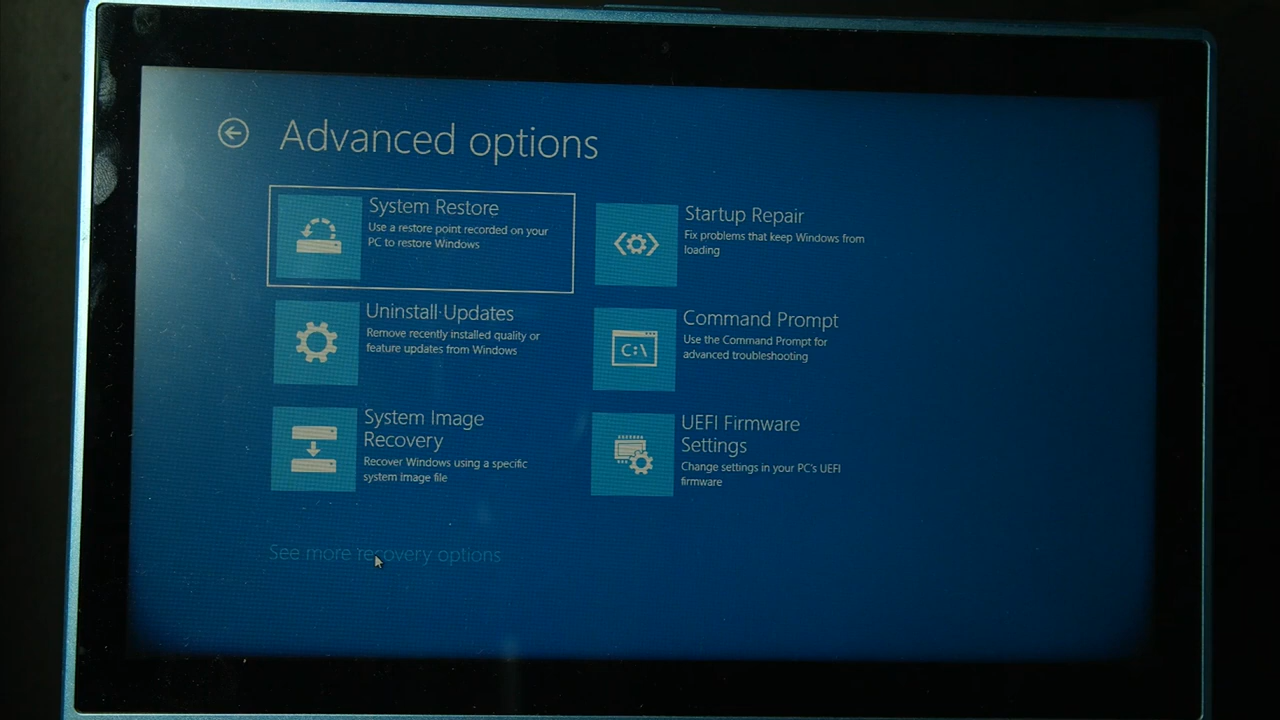 Advanced options
System Restore
Use a restore point recorded on your
PC to restore Windows
Startup Repair
Fix problems that keep Windows from
loading
Uninstall Updates
Remove recently installed quality or
feature updates from Windows
Command Prompt
Use the Command Prompt for
advanced troubleshooting
C:\
System Image
Recovery
Recover Windows using a specific
system image file
UEFI Firmware
Settings
Change settings in your PC's UEFI
firmware
See more recovery options